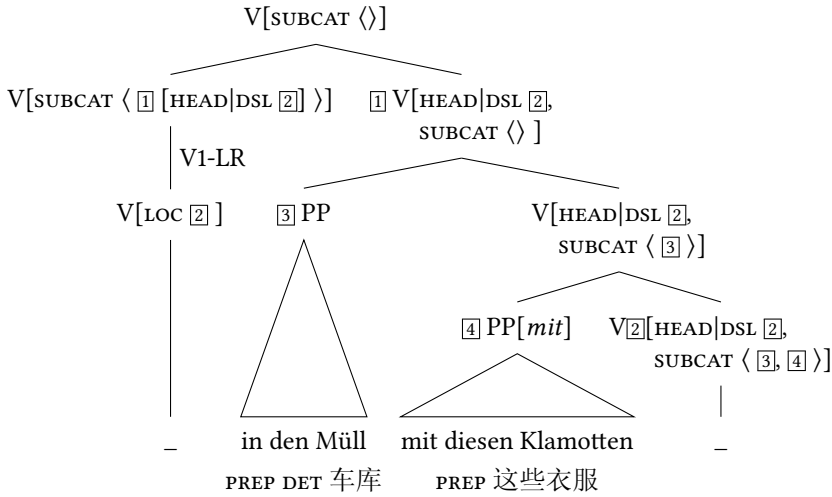 V[SUBCAT ⟨⟩]
V[SUBCAT ⟨ 1 [HEAD|DSL 2] ⟩] 1 V[HEAD|DSL 2,
SUBCAT ⟨⟩ ]
V1-LR
V[LOC 2 ] 3 PP V[HEAD|DSL 2,
SUBCAT ⟨ 3 ⟩]
4 PP[mit] V2[HEAD|DSL 2,
SUBCAT ⟨ 3, 4 ⟩]
_ in den Müll mit diesen Klamotten _
PREP DET 车库 PREP 这些衣服